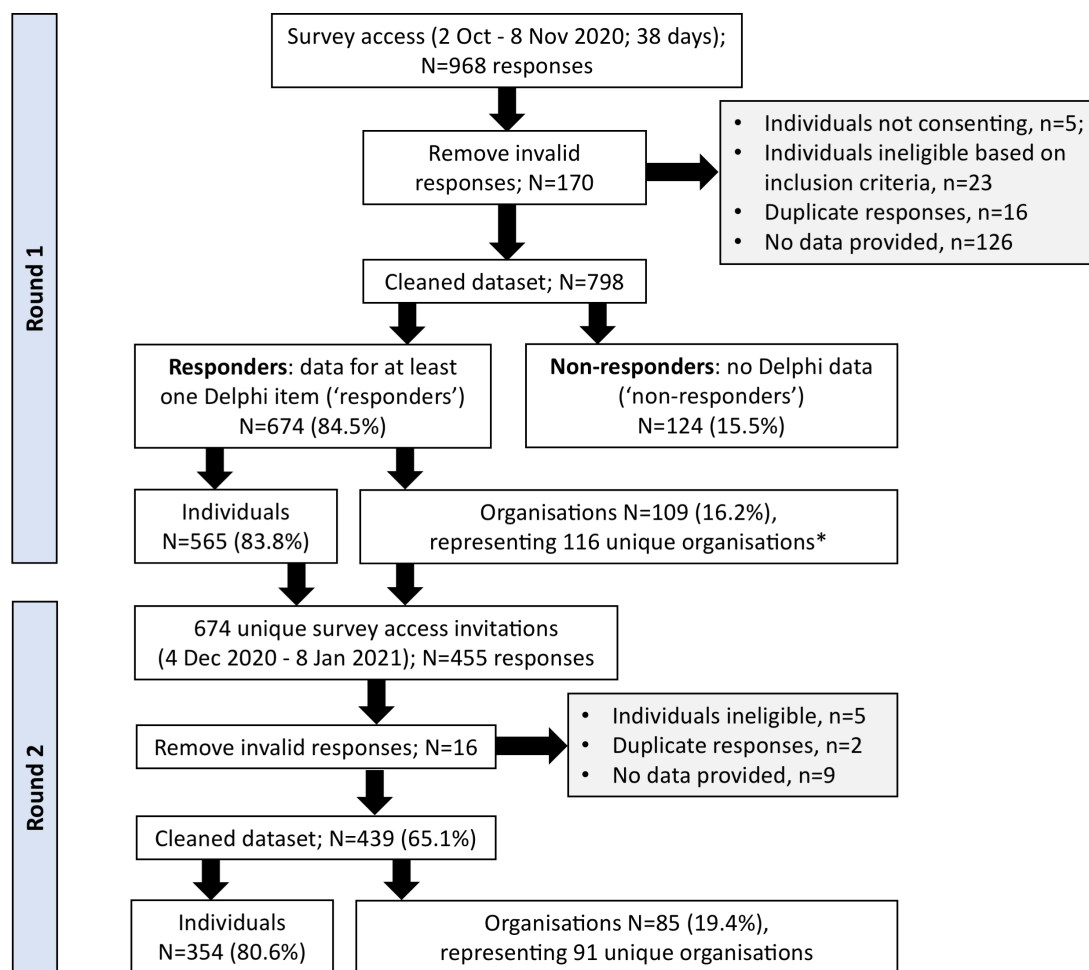 Round 1
Survey access (2 Oct - 8 Nov 2020; 38 days);
N=968 responses
Remove invalid
responses; N=170
• Individuals not consenting, n=5;
• Individuals ineligible based on
inclusion criteria, n=23
• Duplicate responses, n=16
• No data provided, n=126
Cleaned dataset; N=798
Responders: data for at least
one Delphi item (‘responders’)
N=674 (84.5%)
Non-responders: no Delphi data
(‘non-responders’)
N=124 (15.5%)
Individuals
N=565 (83.8%)
Organisations N=109 (16.2%),
representing 116 unique organisations*
Round 2
674 unique survey access invitations
(4 Dec 2020 - 8 Jan 2021); N=455 responses
Remove invalid responses; N=16
• Individuals ineligible, n=5
• Duplicate responses, n=2
• No data provided, n=9
Cleaned dataset; N=439 (65.1%)
Individuals
N=354 (80.6%)
Organisations N=85 (19.4%),
representing 91 unique organisations